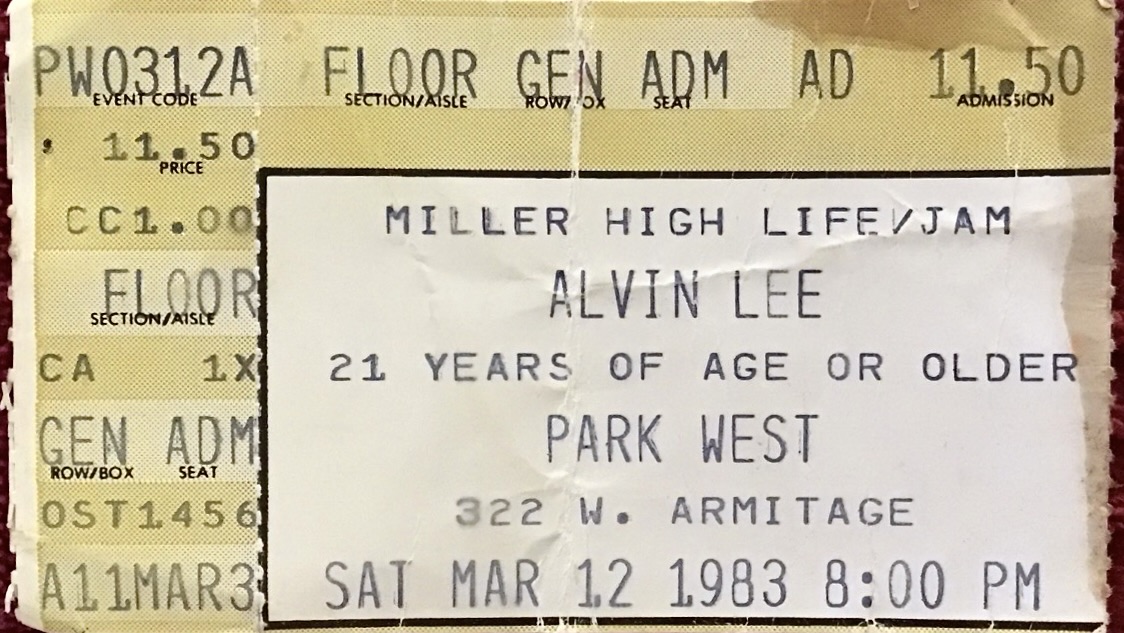 PW0312A FLOOR GEN ADM AD 11.50
EVENT CODE SECTION/AISLE ROW/BOX SEAT ADMISSION
11.50
PRICE
CC1.00
FLOOR
SECTION/AISLE
CA 1X
GEN ADM
ROW/BOX SEAT
OST1456
A11MAR3
MILLER HIGH LIFE/JAM
ALVIN LEE
21 YEARS OF AGE OR OLDER
PARK WEST
322 W. ARMITAGE
SAT MAR 12 1983 8:00 PM